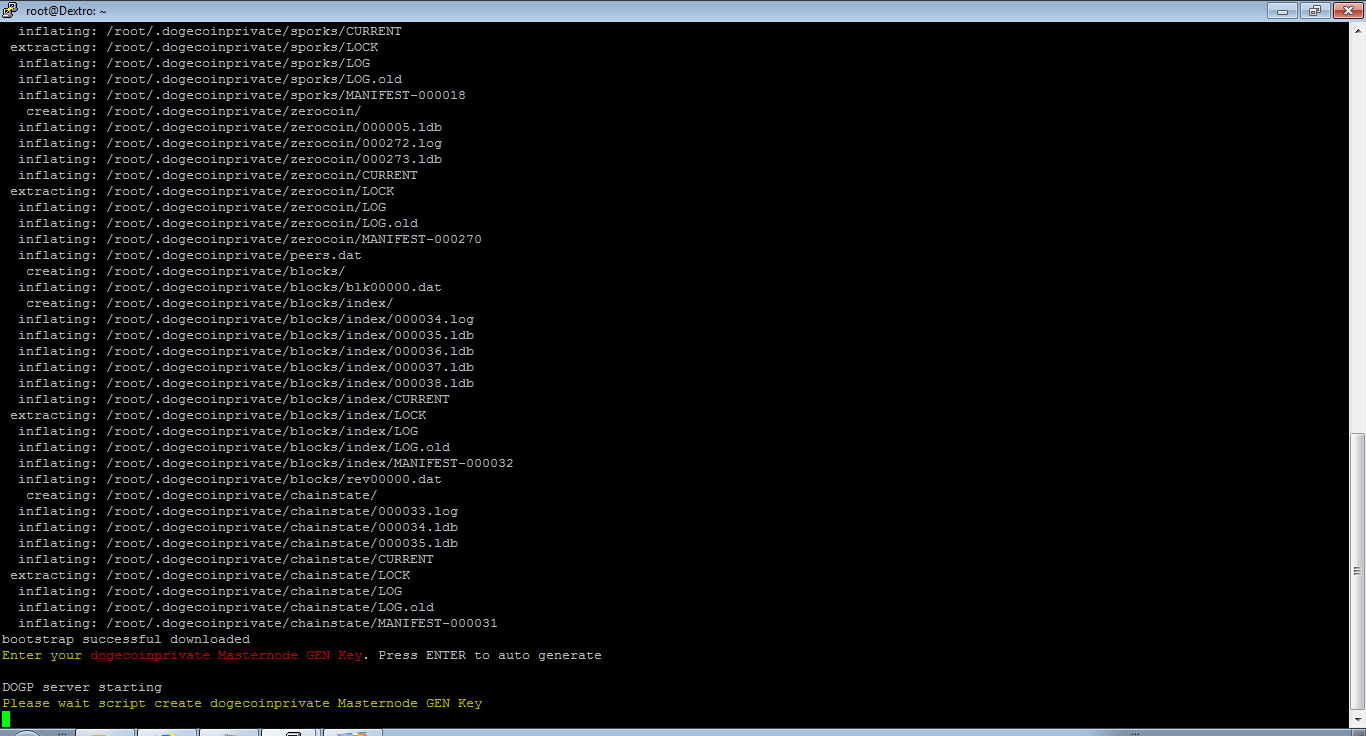 root@Dextro: ~
inflating: /root/.dogecoinprivate/sporks/CURRENT
extracting: /root/.dogecoinprivate/sporks/LOCK
inflating: /root/.dogecoinprivate/sporks/LOG
inflating: /root/.dogecoinprivate/sporks/LOG.old
inflating: /root/.dogecoinprivate/sporks/MANIFEST-000018
creating: /root/.dogecoinprivate/zerocoin/
inflating: /root/.dogecoinprivate/zerocoin/000005.ldb
inflating: /root/.dogecoinprivate/zerocoin/000272.log
inflating: /root/.dogecoinprivate/zerocoin/000273.ldb
inflating: /root/.dogecoinprivate/zerocoin/CURRENT
extracting: /root/.dogecoinprivate/zerocoin/LOCK
inflating: /root/.dogecoinprivate/zerocoin/LOG
inflating: /root/.dogecoinprivate/zerocoin/LOG.old
inflating: /root/.dogecoinprivate/zerocoin/MANIFEST-000270
inflating: /root/.dogecoinprivate/peers.dat
creating: /root/.dogecoinprivate/blocks/
inflating: /root/.dogecoinprivate/blocks/blk00000.dat
creating: /root/.dogecoinprivate/blocks/index/
inflating: /root/.dogecoinprivate/blocks/index/000034.log
inflating: /root/.dogecoinprivate/blocks/index/000035.ldb
inflating: /root/.dogecoinprivate/blocks/index/000036.ldb
inflating: /root/.dogecoinprivate/blocks/index/000037.ldb
inflating: /root/.dogecoinprivate/blocks/index/000038.ldb
inflating: /root/.dogecoinprivate/blocks/index/CURRENT
extracting: /root/.dogecoinprivate/blocks/index/LOCK
inflating: /root/.dogecoinprivate/blocks/index/LOG
inflating: /root/.dogecoinprivate/blocks/index/LOG.old
inflating: /root/.dogecoinprivate/blocks/index/MANIFEST-000032
inflating: /root/.dogecoinprivate/blocks/rev00000.dat
creating: /root/.dogecoinprivate/chainstate/
inflating: /root/.dogecoinprivate/chainstate/000033.log
inflating: /root/.dogecoinprivate/chainstate/000034.ldb
inflating: /root/.dogecoinprivate/chainstate/000035.ldb
inflating: /root/.dogecoinprivate/chainstate/CURRENT
extracting: /root/.dogecoinprivate/chainstate/LOCK
inflating: /root/.dogecoinprivate/chainstate/LOG
inflating: /root/.dogecoinprivate/chainstate/LOG.old
inflating: /root/.dogecoinprivate/chainstate/MANIFEST-000031
bootstrap successful downloaded
Enter your dogecoinprivate Masternode GEN Key. Press ENTER to auto generate
DOGP server starting
Please wait script create dogecoinprivate Masternode GEN Key